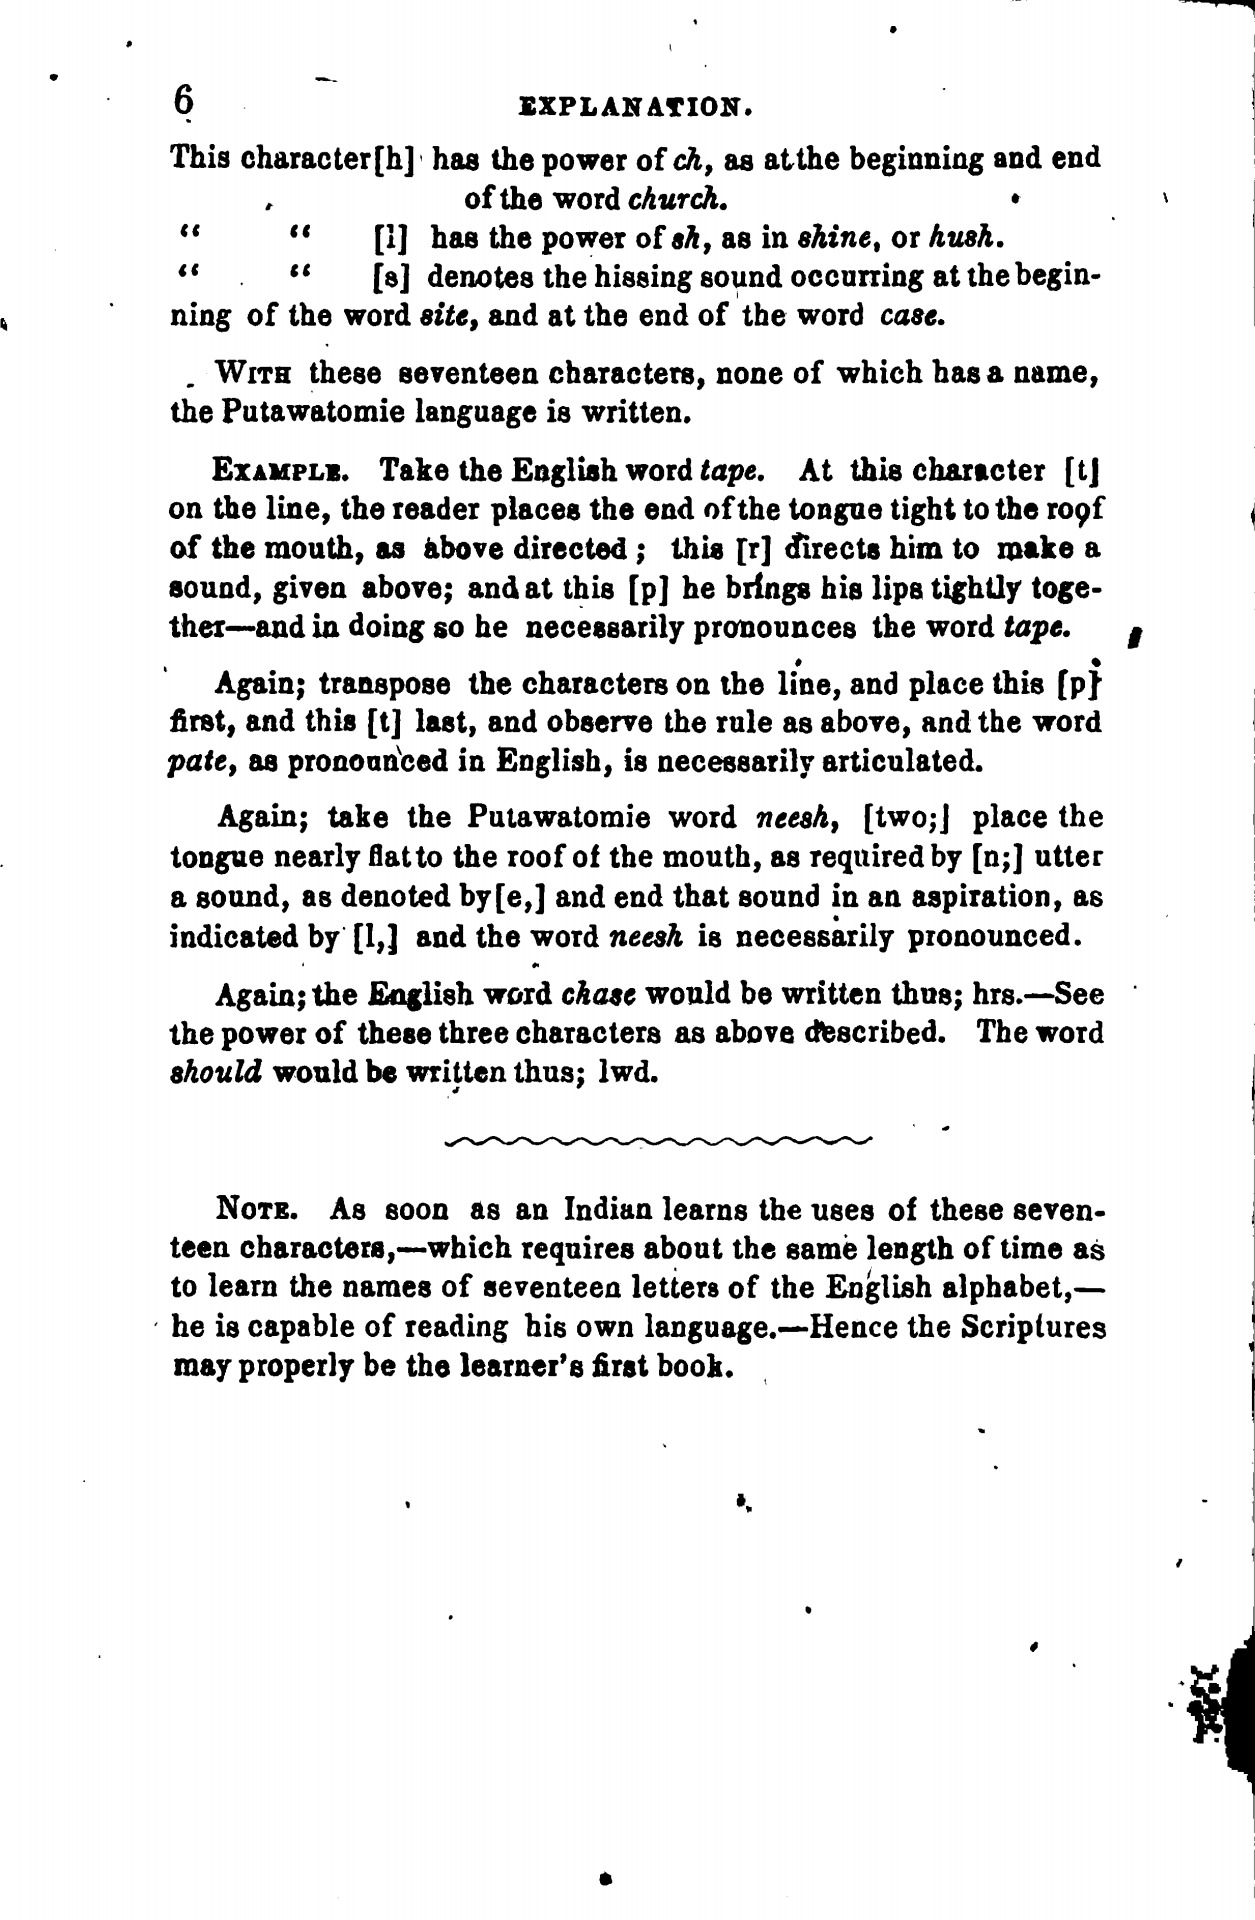 6 EXPLANATION.
This character [h] has the power of ch, as at the beginning and end
of the word church.
“ “ [l] has the power of sh, as in shine, or hush.
“ “ [s] denotes the hissing sound occurring at the begin-
ning of the word site, and at the end of the word case.
WITH these seventeen characters, none of which has a name,
the Putawatomie language is written.
EXAMPLE. Take the English word tape. At this character [t]
on the line, the reader places the end of the tongue tight to the roof
of the mouth, as above directed; this [r] directs him to make a
sound, given above; and at this [p] he brings his lips tightly toge-
ther—and in doing so he necessarily pronounces the word tape.
Again; transpose the characters on the line, and place this [p]
first, and this [t] last, and observe the rule as above, and the word
pate, as pronounced in English, is necessarily articulated.
Again; take the Putawatomie word neesh, [two;] place the
tongue nearly flat to the roof of the mouth, as required by [n;] utter
a sound, as denoted by [e,] and end that sound in an aspiration, as
indicated by [l,] and the word neesh is necessarily pronounced.
Again; the English word chase would be written thus; hrs.—See
the power of these three characters as above described. The word
should would be written thus; lwd.
NOTE. As soon as an Indian learns the uses of these seven-
teen characters,—which requires about the same length of time as
to learn the names of seventeen letters of the English alphabet,—
he is capable of reading his own language.—Hence the Scriptures
may properly be the learner's first book.